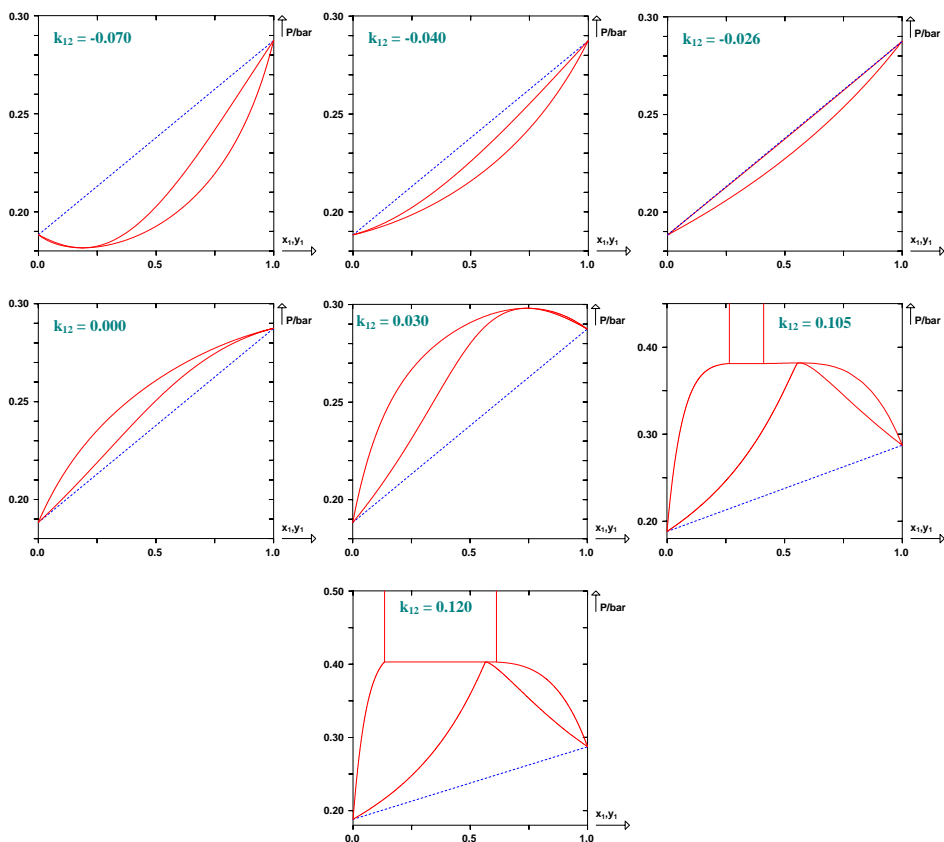 0.30
P/bar
k12 = -0.070
0.25
0.20
x1,y1
0.0
0.5
1.0
0.30
P/bar
k12 = -0.040
0.25
0.20
x1,y1
0.0
0.5
1.0
0.30
P/bar
k12 = -0.026
0.25
0.20
x1,y1
0.0
0.5
1.0
0.30
P/bar
k12 = 0.000
0.25
0.20
x1,y1
0.0
0.5
1.0
0.30
P/bar
k12 = 0.030
0.25
0.20
x1,y1
0.0
0.5
1.0
P/bar
k12 = 0.105
0.40
0.30
0.20
x1,y1
0.0
0.5
1.0
0.50
k12 = 0.120
P/bar
0.40
0.30
0.20
x1,y1
0.0
0.5
1.0